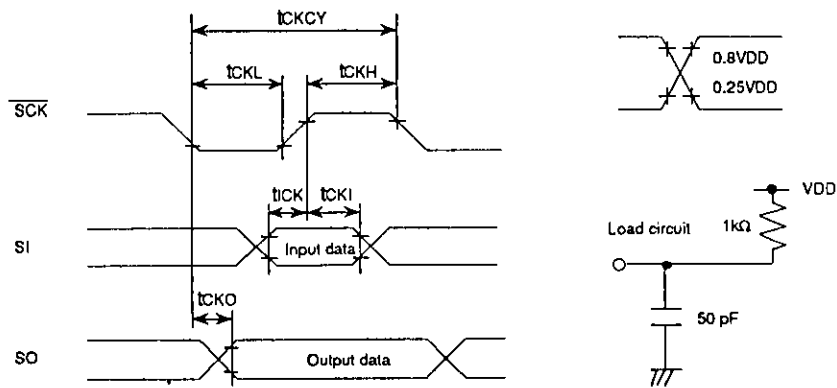 tCKCY
tCKL
tCKH
SCK
tICK
tCKI
SI
Input data
tCKO
SO
Output data
0.8VDD
0.25VDD
VDD
Load circuit
1kΩ
50 pF